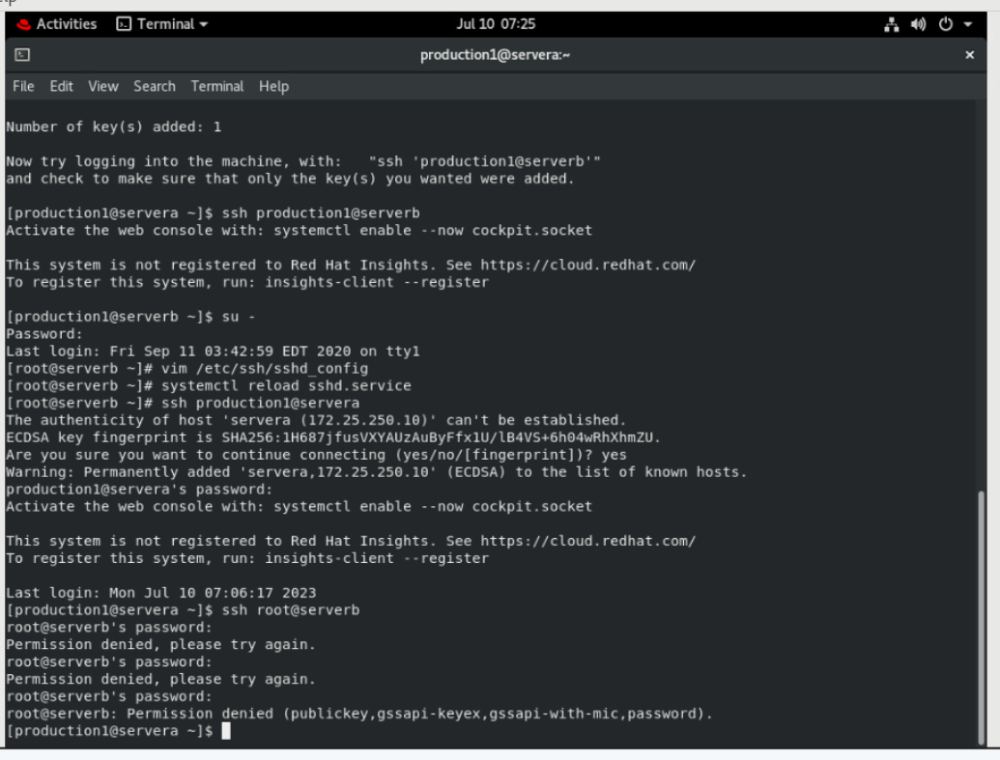 Activities Terminal Jul 10 07:25
production1@servera:~ ×
File Edit View Search Terminal Help
Number of key(s) added: 1
Now try logging into the machine, with:   "ssh 'production1@serverb'"
and check to make sure that only the key(s) you wanted were added.
[production1@servera ~]$ ssh production1@serverb
Activate the web console with: systemctl enable --now cockpit.socket
This system is not registered to Red Hat Insights. See https://cloud.redhat.com/
To register this system, run: insights-client --register
[production1@serverb ~]$ su -
Password:
Last login: Fri Sep 11 03:42:59 EDT 2020 on tty1
[root@serverb ~]# vim /etc/ssh/sshd_config
[root@serverb ~]# systemctl reload sshd.service
[root@serverb ~]# ssh production1@servera
The authenticity of host 'servera (172.25.250.10)' can't be established.
ECDSA key fingerprint is SHA256:1H687jfusVXYAUzAuByFfx1U/lB4VS+6h04wRhXhmZU.
Are you sure you want to continue connecting (yes/no/[fingerprint])? yes
Warning: Permanently added 'servera,172.25.250.10' (ECDSA) to the list of known hosts.
production1@servera's password:
Activate the web console with: systemctl enable --now cockpit.socket
This system is not registered to Red Hat Insights. See https://cloud.redhat.com/
To register this system, run: insights-client --register
Last login: Mon Jul 10 07:06:17 2023
[production1@servera ~]$ ssh root@serverb
root@serverb's password:
Permission denied, please try again.
root@serverb's password:
Permission denied, please try again.
root@serverb's password:
root@serverb: Permission denied (publickey,gssapi-keyex,gssapi-with-mic,password).
[production1@servera ~]$